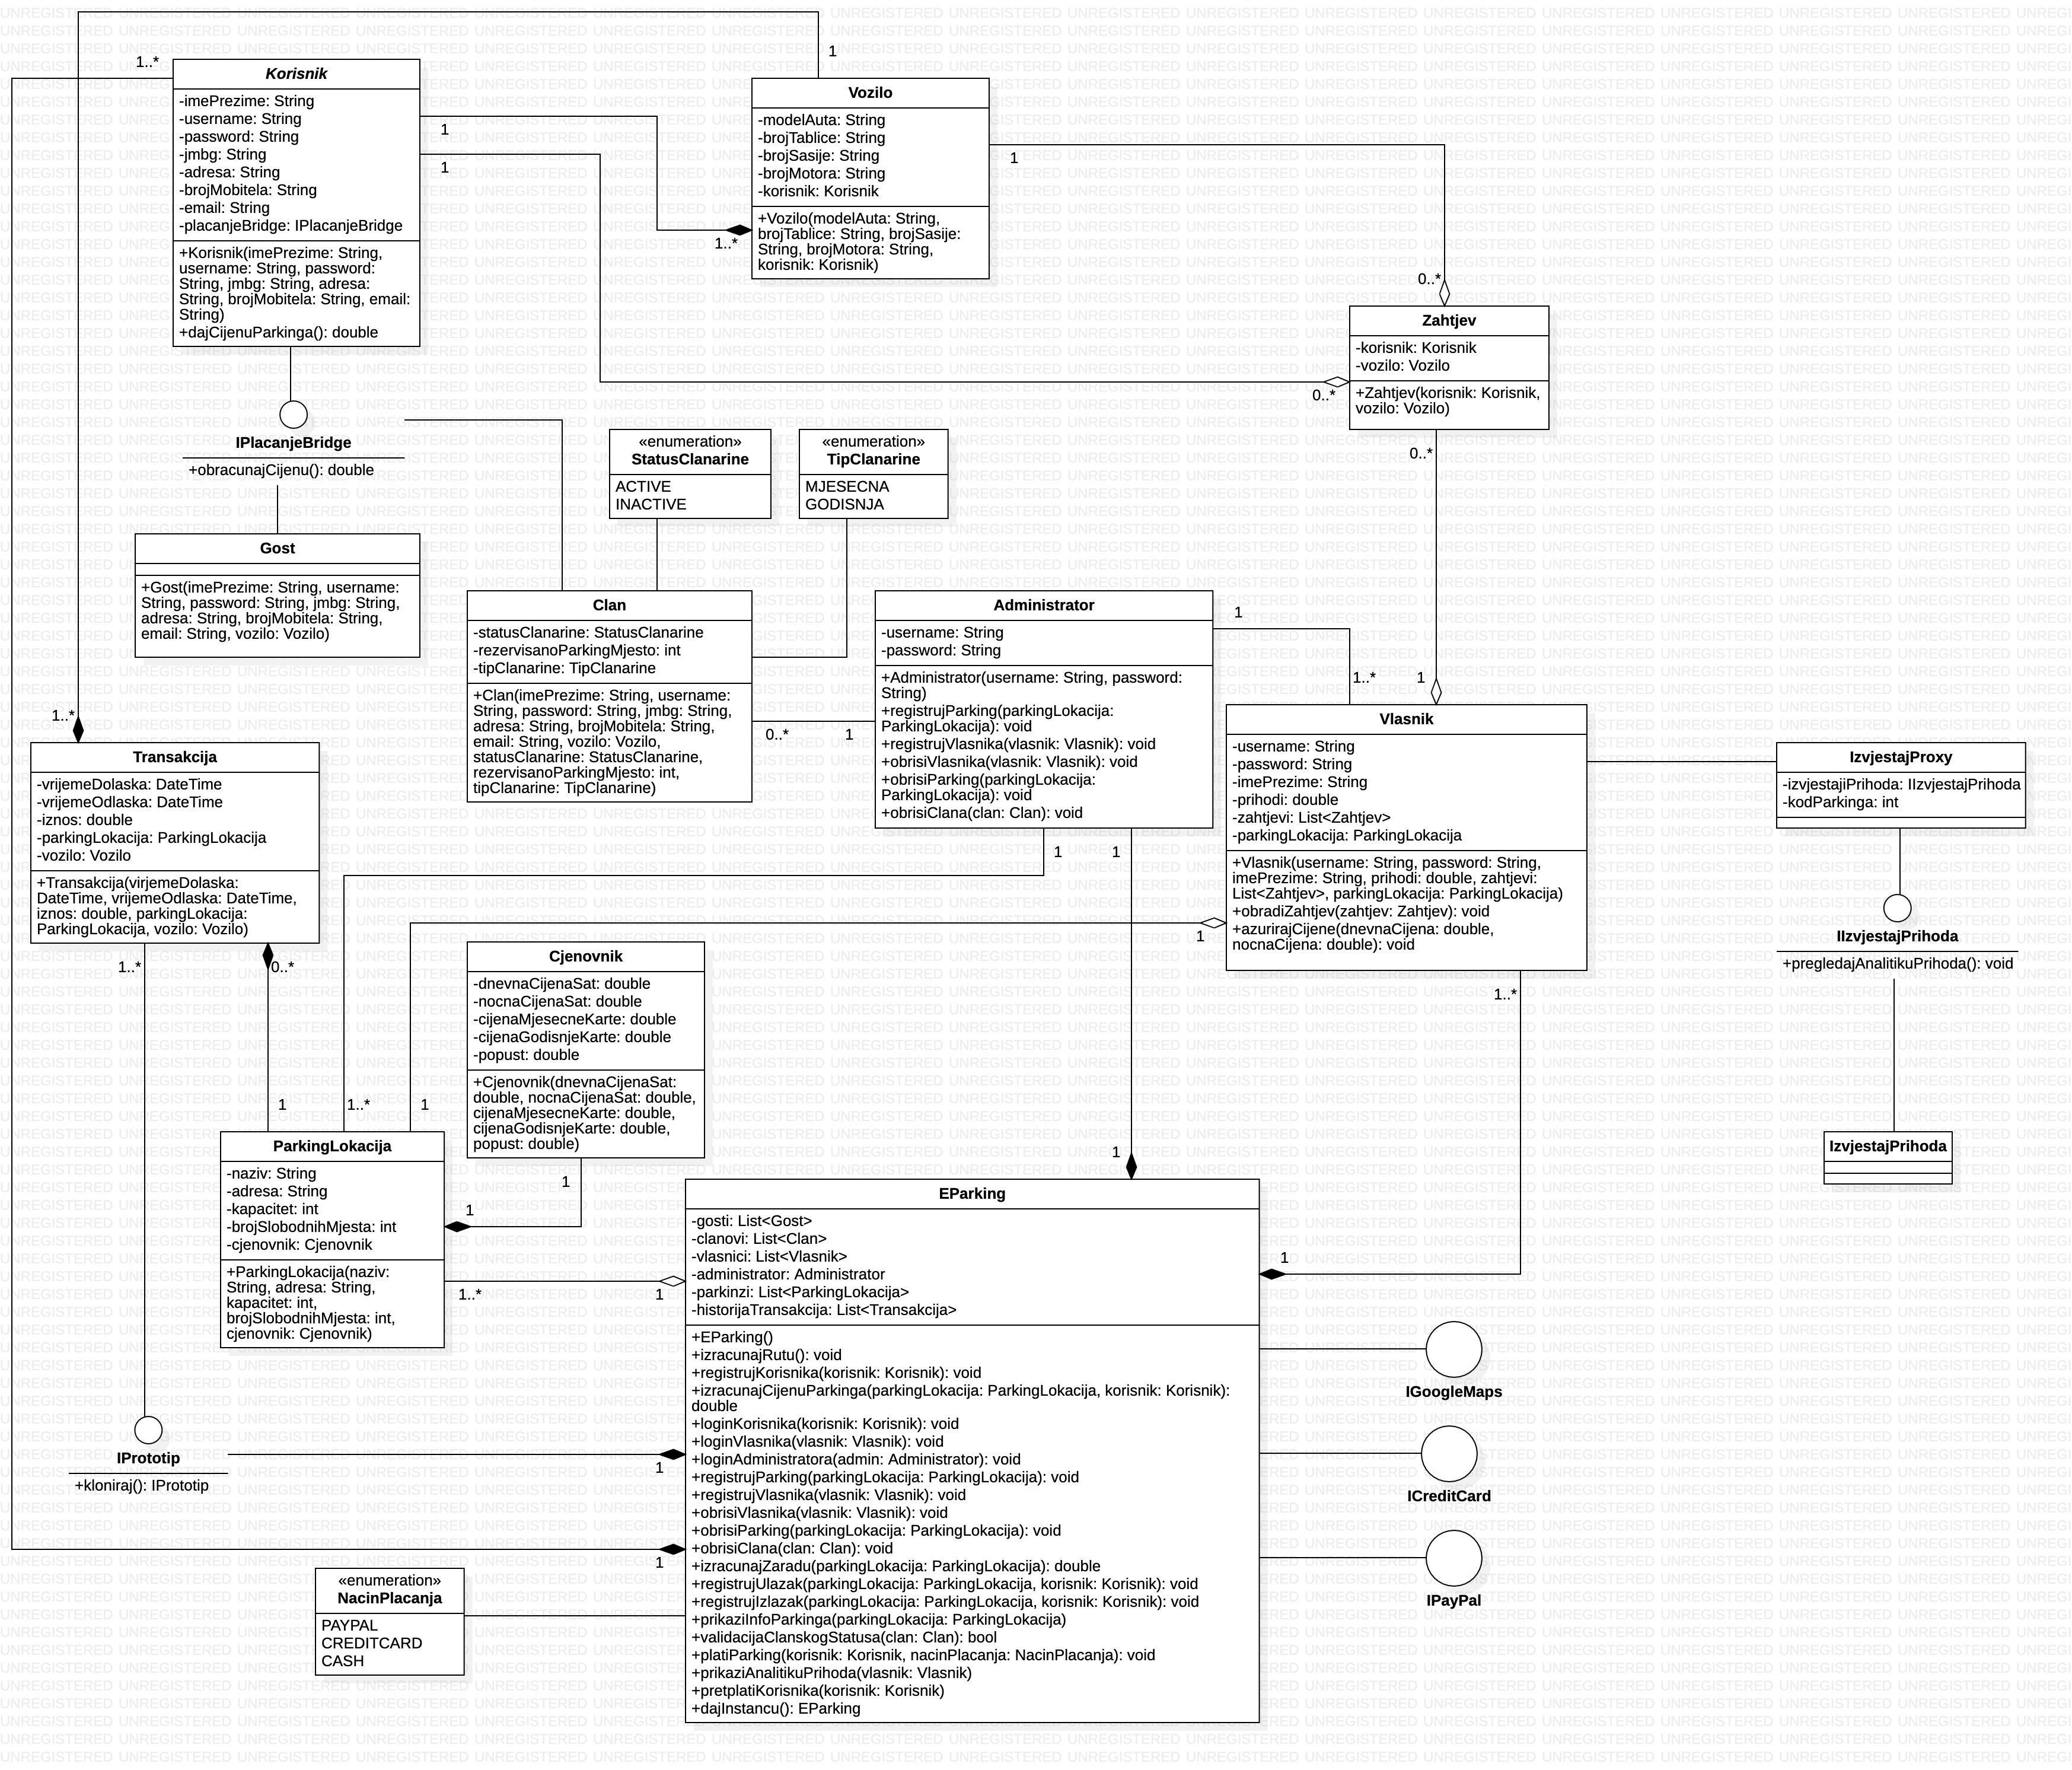 1..*
1
Korisnik
-imePrezime: String
-username: String
-password: String
-jmbg: String
-adresa: String
-brojMobitela: String
-email: String
-placanjeBridge: IPlacanjeBridge
+Korisnik(imePrezime: String,
username: String, password:
String, jmbg: String, adresa:
String, brojMobitela: String, email:
String)
+dajCijenuParkinga(): double
1
1
Vozilo
-modelAuta: String
-brojTablice: String
-brojSasije: String
-brojMotora: String
-korisnik: Korisnik
+Vozilo(modelAuta: String,
brojTablice: String, brojSasije:
String, brojMotora: String,
korisnik: Korisnik)
1..*
1
0..*
Zahtjev
-korisnik: Korisnik
-vozilo: Vozilo
+Zahtjev(korisnik: Korisnik,
vozilo: Vozilo)
0..*
0..*
IPlacanjeBridge
+obracunajCijenu(): double
«enumeration»
StatusClanarine
ACTIVE
INACTIVE
«enumeration»
TipClanarine
MJESECNA
GODISNJA
Gost
+Gost(imePrezime: String, username:
String, password: String, jmbg: String,
adresa: String, brojMobitela: String,
email: String, vozilo: Vozilo)
Clan
-statusClanarine: StatusClanarine
-rezervisanoParkingMjesto: int
-tipClanarine: TipClanarine
+Clan(imePrezime: String, username:
String, password: String, jmbg: String,
adresa: String, brojMobitela: String,
email: String, vozilo: Vozilo,
statusClanarine: StatusClanarine,
rezervisanoParkingMjesto: int,
tipClanarine: TipClanarine)
0..*
1
Administrator
-username: String
-password: String
+Administrator(username: String, password:
String)
+registrujParking(parkingLokacija:
ParkingLokacija): void
+registrujVlasnika(vlasnik: Vlasnik): void
+obrisiVlasnika(vlasnik: Vlasnik): void
+obrisiParking(parkingLokacija:
ParkingLokacija): void
+obrisiClana(clan: Clan): void
1
1..*
1
1
1
Vlasnik
-username: String
-password: String
-imePrezime: String
-prihodi: double
-zahtjevi: List<Zahtjev>
-parkingLokacija: ParkingLokacija
+Vlasnik(username: String, password: String,
imePrezime: String, prihodi: double, zahtjevi:
List<Zahtjev>, parkingLokacija: ParkingLokacija)
+obradiZahtjev(zahtjev: Zahtjev): void
+azurirajCijene(dnevnaCijena: double,
nocnaCijena: double): void
1
1..*
IzvjestajProxy
-izvjestajiPrihoda: IIzvjestajPrihoda
-kodParkinga: int
IIzvjestajPrihoda
+pregledajAnalitikuPrihoda(): void
IzvjestajPrihoda
1..*
Transakcija
-vrijemeDolaska: DateTime
-vrijemeOdlaska: DateTime
-iznos: double
-parkingLokacija: ParkingLokacija
-vozilo: Vozilo
+Transakcija(virjemeDolaska:
DateTime, vrijemeOdlaska: DateTime,
iznos: double, parkingLokacija:
ParkingLokacija, vozilo: Vozilo)
1..*
0..*
Cjenovnik
-dnevnaCijenaSat: double
-nocnaCijenaSat: double
-cijenaMjesecneKarte: double
-cijenaGodisnjeKarte: double
-popust: double
+Cjenovnik(dnevnaCijenaSat:
double, nocnaCijenaSat: double,
cijenaMjesecneKarte: double,
cijenaGodisnjeKarte: double,
popust: double)
1
1
1..*
1
ParkingLokacija
-naziv: String
-adresa: String
-kapacitet: int
-brojSlobodnihMjesta: int
-cjenovnik: Cjenovnik
+ParkingLokacija(naziv:
String, adresa: String,
kapacitet: int,
brojSlobodnihMjesta: int,
cjenovnik: Cjenovnik)
1
1..*
1
1
1
EParking
-gosti: List<Gost>
-clanovi: List<Clan>
-vlasnici: List<Vlasnik>
-administrator: Administrator
-parkinzi: List<ParkingLokacija>
-historijaTransakcija: List<Transakcija>
+EParking()
+izracunajRutu(): void
+registrujKorisnika(korisnik: Korisnik): void
+izracunajCijenuParkinga(parkingLokacija: ParkingLokacija, korisnik: Korisnik):
double
+loginKorisnika(korisnik: Korisnik): void
+loginVlasnika(vlasnik: Vlasnik): void
+loginAdministratora(admin: Administrator): void
+registrujParking(parkingLokacija: ParkingLokacija): void
+registrujVlasnika(vlasnik: Vlasnik): void
+obrisiVlasnika(vlasnik: Vlasnik): void
+obrisiParking(parkingLokacija: ParkingLokacija): void
+obrisiClana(clan: Clan): void
+izracunajZaradu(parkingLokacija: ParkingLokacija): double
+registrujUlazak(parkingLokacija: ParkingLokacija, korisnik: Korisnik): void
+registrujIzlazak(parkingLokacija: ParkingLokacija, korisnik: Korisnik): void
+prikaziInfoParkinga(parkingLokacija: ParkingLokacija)
+validacijaClanskogStatusa(clan: Clan): bool
+platiParking(korisnik: Korisnik, nacinPlacanja: NacinPlacanja): void
+prikaziAnalitikuPrihoda(vlasnik: Vlasnik)
+pretplatiKorisnika(korisnik: Korisnik)
+dajInstancu(): EParking
IPrototip
+kloniraj(): IPrototip
1
1
«enumeration»
NacinPlacanja
PAYPAL
CREDITCARD
CASH
IGoogleMaps
ICreditCard
IPayPal